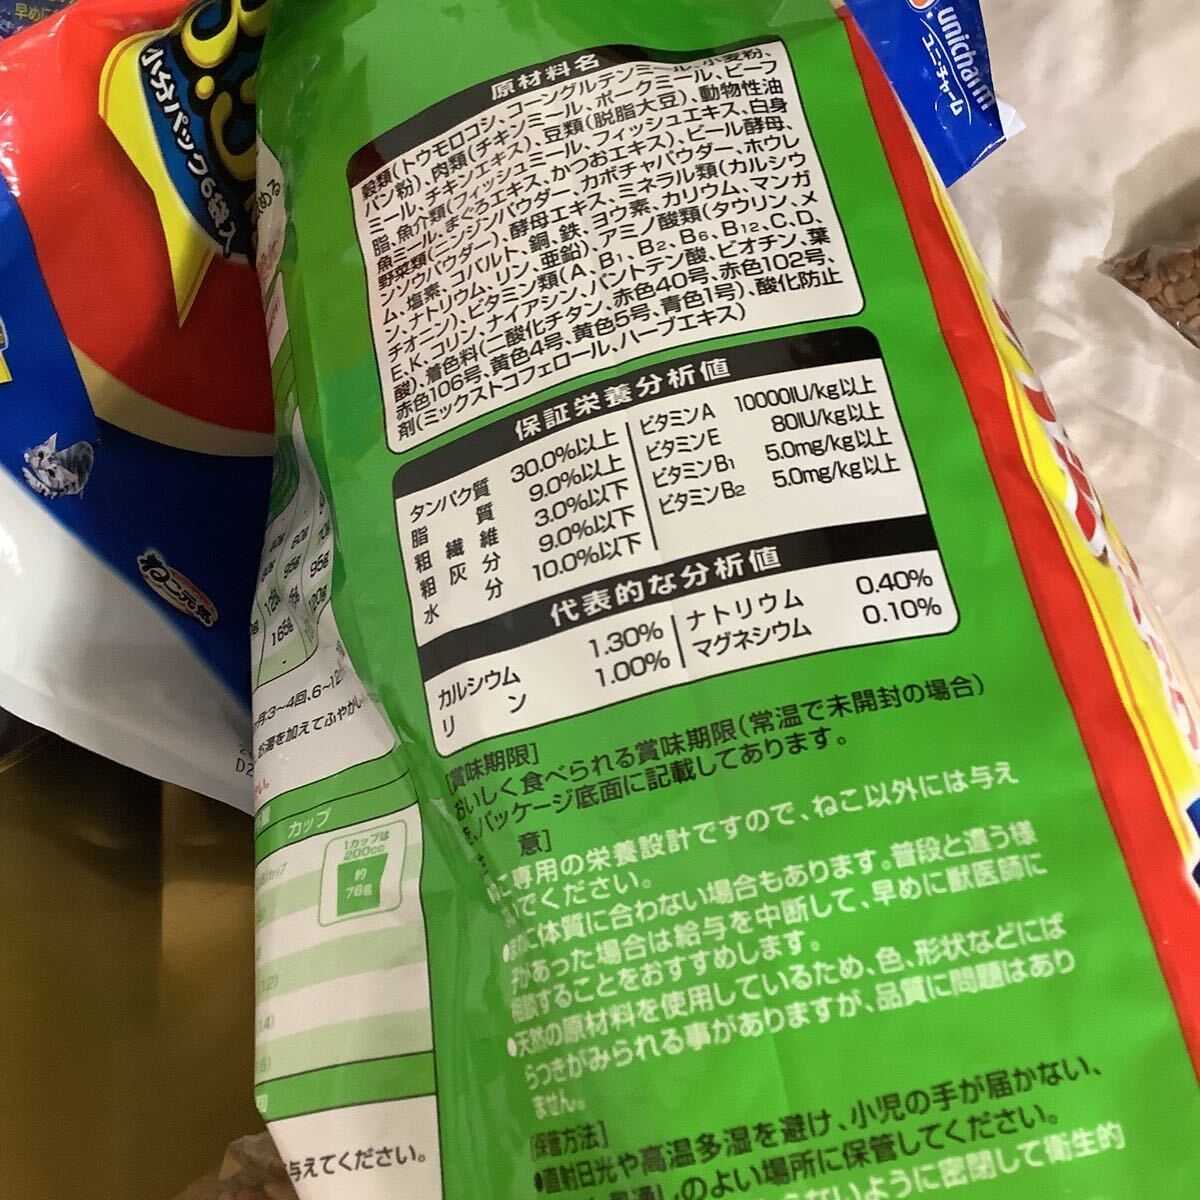 早めに
小分パック6袋入
unicharm
ユニ・チャーム
ねこ元気
原材料名
穀類(トウモロコシ、コーングルテンミール、小麦粉、
パン粉)、肉類(チキンミール、ポークミール、ビーフ
ミール、チキンエキス)、豆類(脱脂大豆)、動物性油
脂、魚介類(フィッシュミール、フィッシュエキス、白身
魚ミール、まぐろエキス、かつおエキス)、ビール酵母、
野菜類(ニンジンパウダー、カボチャパウダー、ホウレ
ンソウパウダー)、酵母エキス、ミネラル類(カルシウ
ム、塩素、コバルト、銅、鉄、ヨウ素、カリウム、マンガ
ン、ナトリウム、リン、亜鉛)、アミノ酸類(タウリン、メ
チオニン)、ビタミン類(A、B1、B2、B6、B12、C、D、
E、K、コリン、ナイアシン、パントテン酸、ビオチン、葉
酸)、着色料(二酸化チタン、赤色40号、赤色102号、
赤色106号、黄色4号、黄色5号、青色1号)、酸化防止
剤(ミックストコフェロール、ハーブエキス)
保証栄養分析値
タンパク質 30.0%以上
脂質 9.0%以上
粗繊維 3.0%以下
粗灰分 9.0%以下
水分 10.0%以下
ビタミンA 10000IU/kg以上
ビタミンE 80IU/kg以上
ビタミンB1 5.0mg/kg以上
ビタミンB2 5.0mg/kg以上
代表的な分析値
カルシウム 1.30%
リン 1.00%
ナトリウム 0.40%
マグネシウム 0.10%
[賞味期限]
おいしく食べられる賞味期限(常温で未開封の場合)
パッケージ底面に記載してあります。
意]
専用の栄養設計ですので、ねこ以外には与え
でください。
に体質に合わない場合もあります。普段と違う様
があった場合は給与を中断して、早めに獣医師に
相談することをおすすめします。
●天然の原材料を使用しているため、色、形状などにば
らつきがみられる事がありますが、品質に問題はあり
ません。
[保管方法]
●直射日光や高温多湿を避け、小児の手が届かない、
通しのよい場所に保管してください。
ないように密閉して衛生的
95g
120g
165g
3〜4回、6〜12
お湯を加えてふやかし
カップ
1カップは
200cc
約
76g
与えてください。